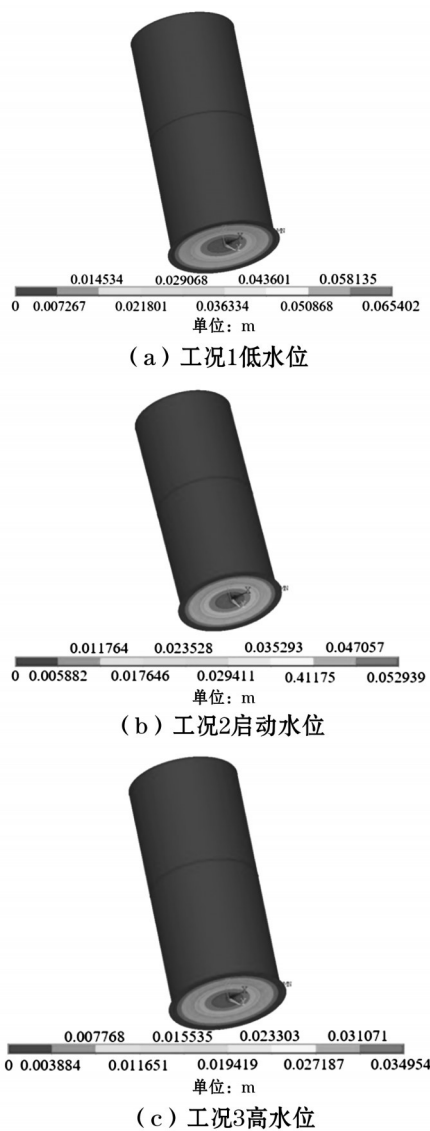 0.014534 0.029068 0.043601 0.058135
0 0.007267 0.021801 0.036334 0.050868 0.065402
单位：m
（a）工况1低水位
0.011764 0.023528 0.035293 0.047057
0 0.005882 0.017646 0.029411 0.41175 0.052939
单位：m
（b）工况2启动水位
0.007768 0.015535 0.023303 0.031071
0 0.003884 0.011651 0.019419 0.027187 0.034954
单位：m
（c）工况3高水位